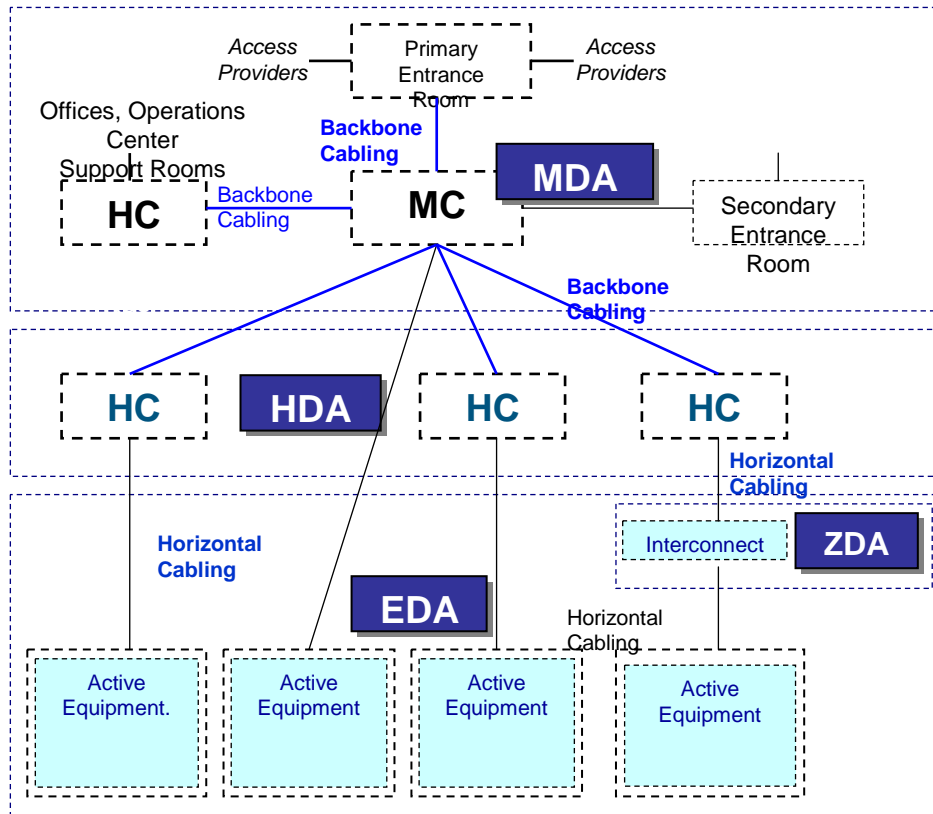 Access
Providers
Primary
Entrance
Room
Access
Providers
Offices, Operations
Center
Support Rooms
Backbone
Cabling
MDA
HC
Backbone
Cabling
MC
Secondary
Entrance
Room
Backbone
Cabling
HC
HDA
HC
HC
Horizontal
Cabling
Horizontal
Cabling
Interconnect
ZDA
EDA
Horizontal
Cabling
Active
Equipment.
Active
Equipment
Active
Equipment
Active
Equipment